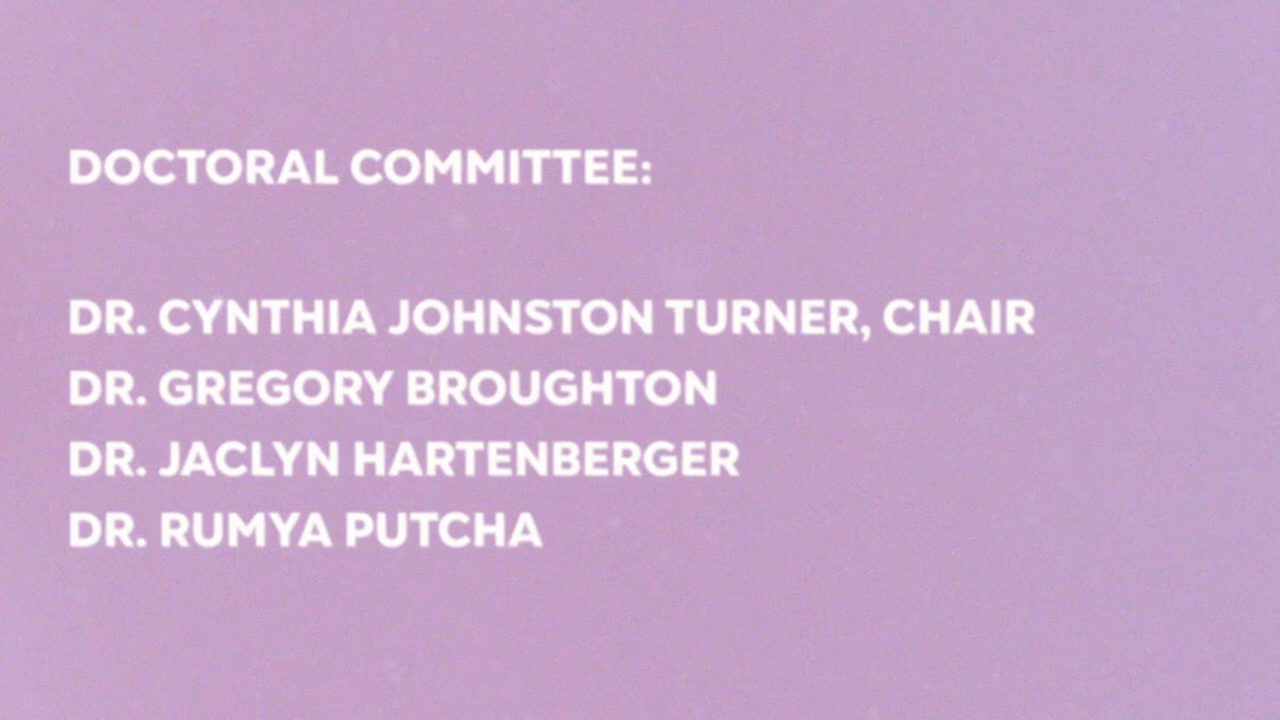 DOCTORAL COMMITTEE:
DR. CYNTHIA JOHNSTON TURNER, CHAIR
DR. GREGORY BROUGHTON
DR. JACLYN HARTENBERGER
DR. RUMYA PUTCHA